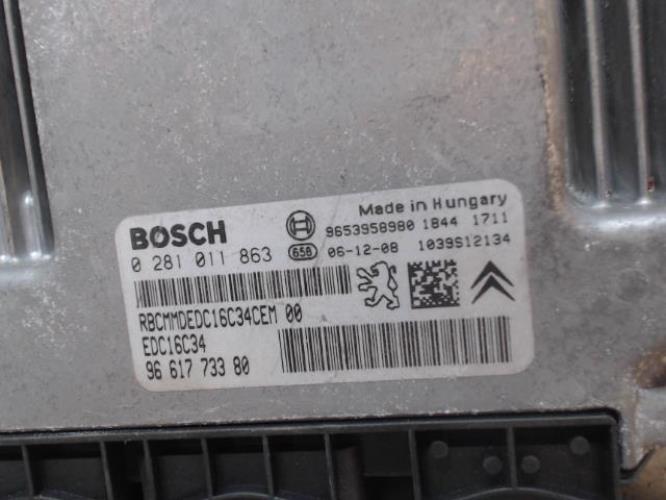 Made in Hungary
BOSCH 9653958980 1844 1711
0 281 011 863 658 06-12-08 1039S12134
RBCMMDEDC16C34CEM 00
EDC16C34
96 617 733 80